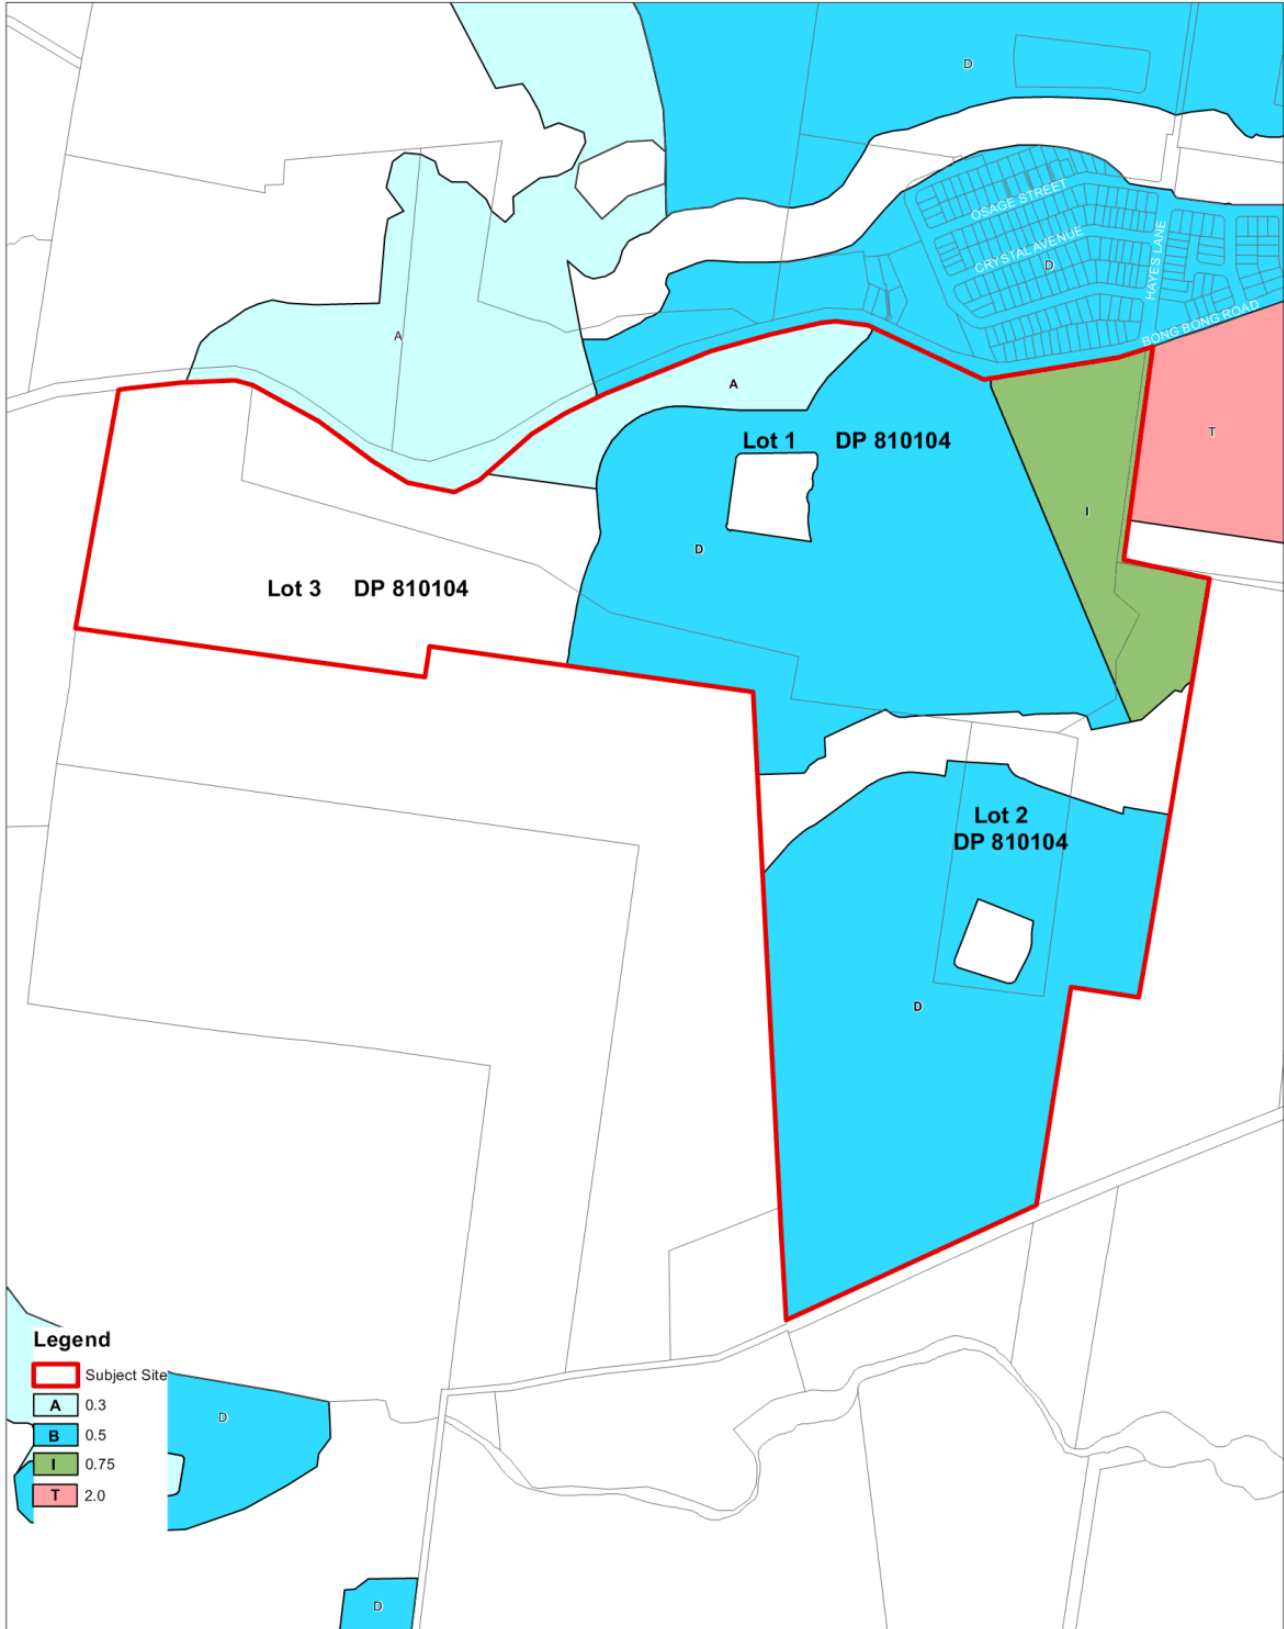 D
OSAGE STREET
CRYSTAL AVENUE
D
HAYES LANE
BONG BONG ROAD
A
A
T
Lot 1 DP 810104
I
D
Lot 3 DP 810104
Lot 2
DP 810104
D
Legend
Subject Site
A 0.3
B 0.5
I 0.75
T 2.0
D
D